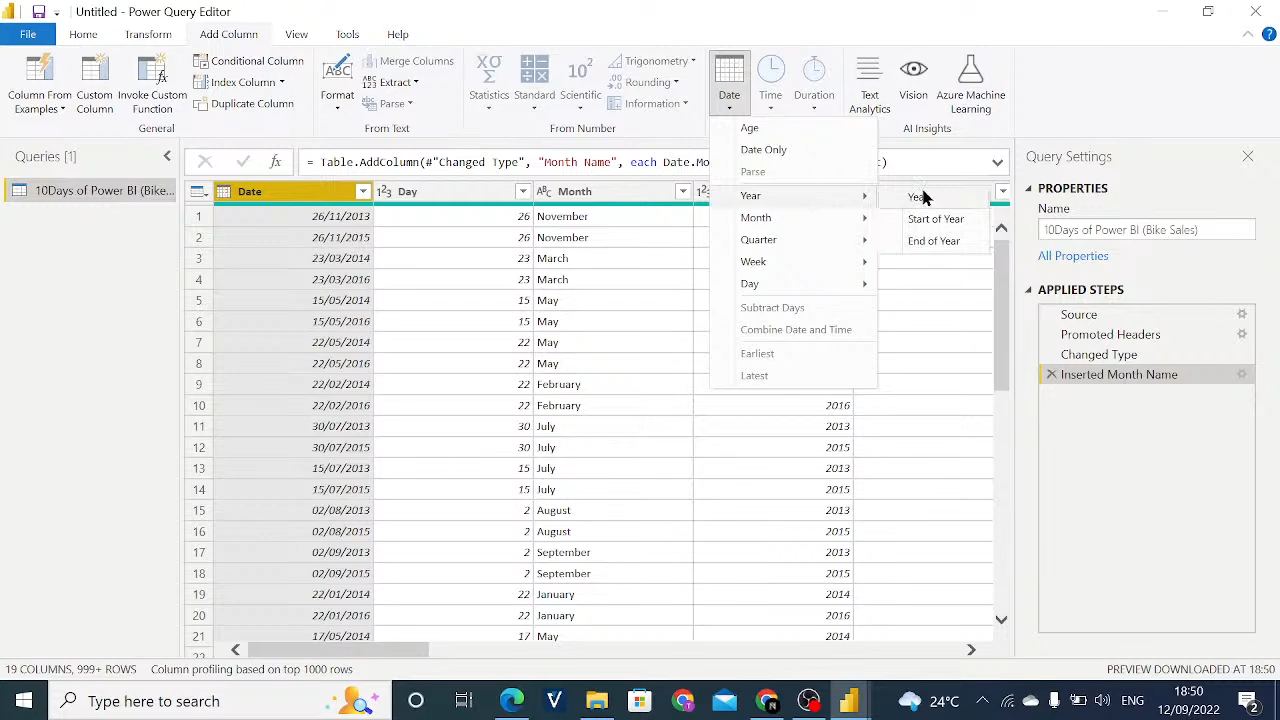 Untitled - Power Query Editor
File Home Transform Add Column View Tools Help
Column From Examples
Custom Column
Invoke Custom Function
Conditional Column
Index Column
Duplicate Column
General
Format
Merge Columns
Extract
Parse
From Text
Statistics
Standard
Scientific
Trigonometry
Rounding
Information
From Number
Date
Time
Duration
Text Analytics
Vision
Azure Machine Learning
AI Insights
Queries [1]
10Days of Power BI (Bike...
= Table.AddColumn(#"Changed Type", "Month Name", each Date.Mo
Age
Date Only
Parse
Year
Month
Quarter
Week
Day
Subtract Days
Combine Date and Time
Earliest
Latest
Start of Year
End of Year
Date Day Month
1 26/11/2013 26 November
2 26/11/2015 26 November
3 23/03/2014 23 March
4 23/03/2016 23 March
5 15/05/2014 15 May
6 15/05/2016 15 May
7 22/05/2014 22 May
8 22/05/2016 22 May
9 22/02/2014 22 February
10 22/02/2016 22 February 2016
11 30/07/2013 30 July 2013
12 30/07/2015 30 July 2015
13 15/07/2013 15 July 2013
14 15/07/2015 15 July 2015
15 02/08/2013 2 August 2013
16 02/08/2015 2 August 2015
17 02/09/2013 2 September 2013
18 02/09/2015 2 September 2015
19 22/01/2014 22 January 2014
20 22/01/2016 22 January 2016
21 17/05/2014 17 May 2014
Query Settings
PROPERTIES
Name
10Days of Power BI (Bike Sales)
All Properties
APPLIED STEPS
Source
Promoted Headers
Changed Type
Inserted Month Name
19 COLUMNS, 999+ ROWS Column profiling based on top 1000 rows
PREVIEW DOWNLOADED AT 18:50
Type here to search
24°C
ENG
18:50
12/09/2022
2